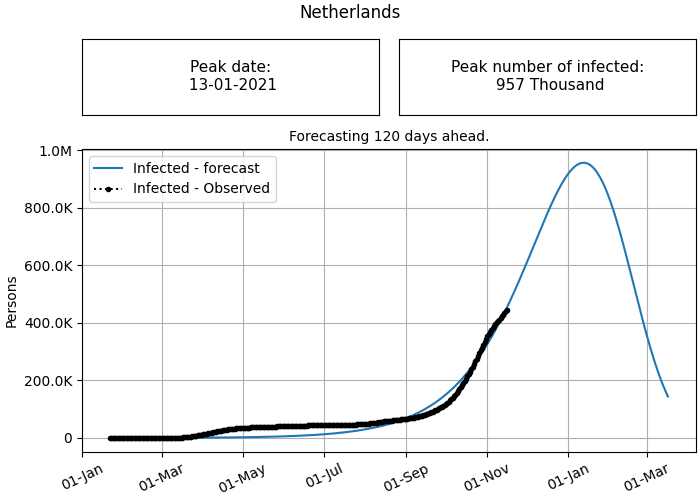 Netherlands
Peak date:
13-01-2021
Peak number of infected:
957 Thousand
Forecasting 120 days ahead.
1.0M
800.0K
600.0K
400.0K
200.0K
0
Persons
Infected - forecast
Infected - Observed
01-Jan
01-Mar
01-May
01-Jul
01-Sep
01-Nov
01-Jan
01-Mar